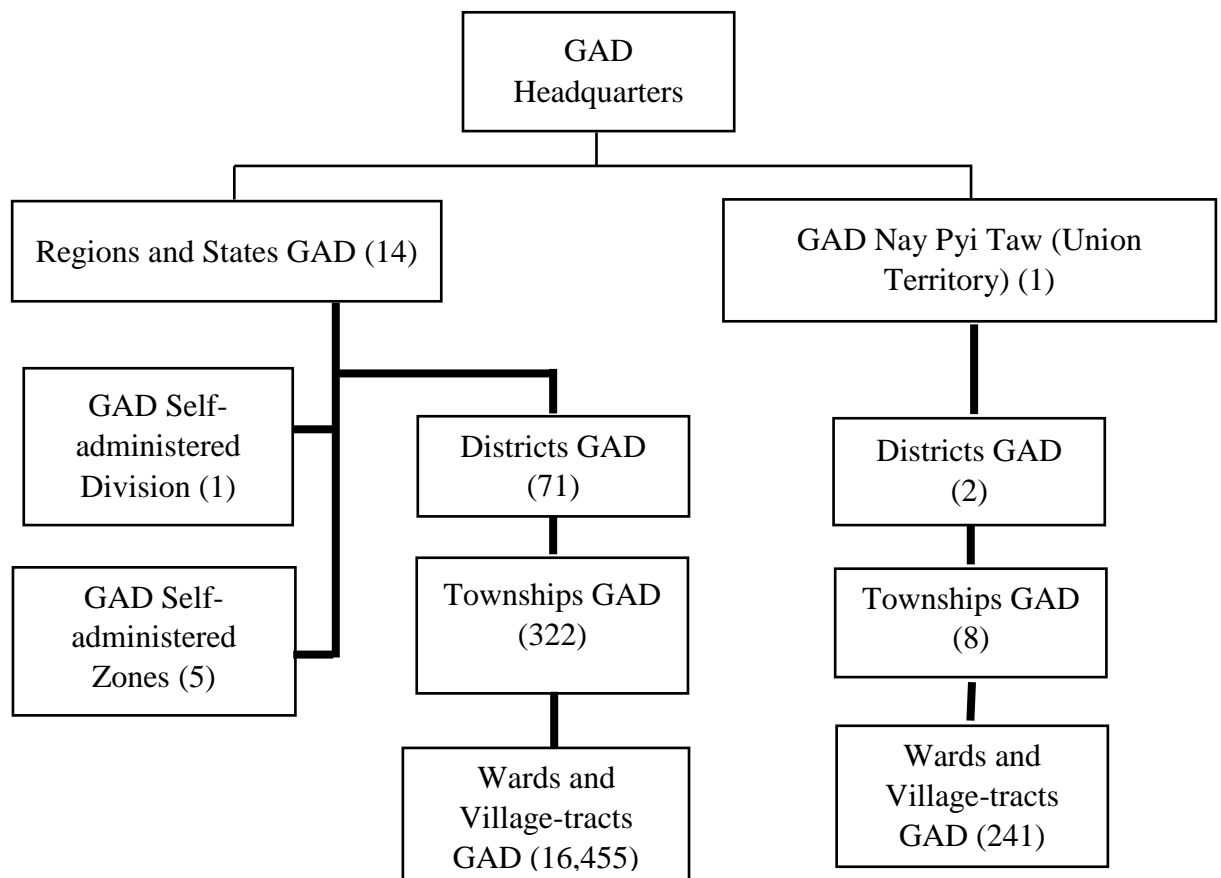 GAD
Headquarters
Regions and States GAD (14)
GAD Nay Pyi Taw (Union
Territory) (1)
GAD Self-
administered
Division (1)
Districts GAD
(71)
Districts GAD
(2)
GAD Self-
administered
Zones (5)
Townships GAD
(322)
Townships GAD
(8)
Wards and
Village-tracts
GAD (16,455)
Wards and
Village-tracts
GAD (241)